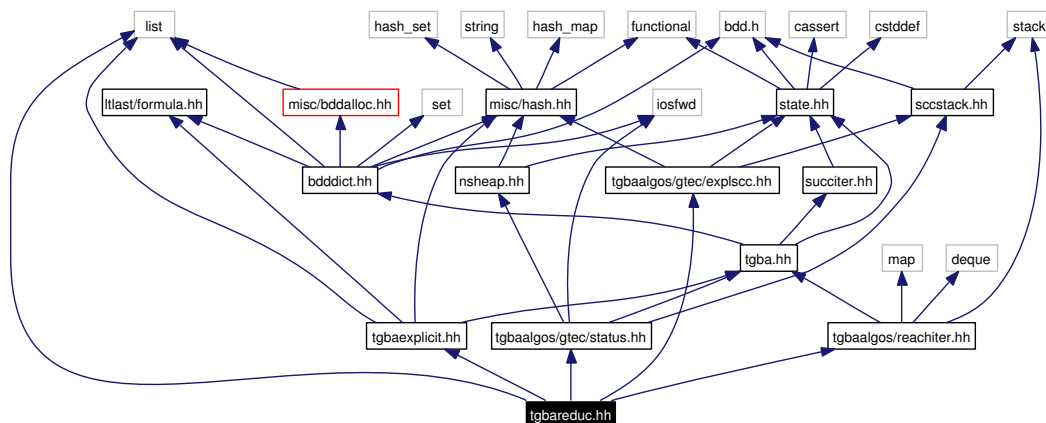 list
hash_set
string
hash_map
functional
bdd.h
cassert
cstddef
stack
ltlast/formula.hh
misc/bddalloc.hh
set
misc/hash.hh
iosfwd
state.hh
sccstack.hh
bdddict.hh
nsheap.hh
tgbaalgos/gtec/explscc.hh
succiter.hh
tgba.hh
map
deque
tgbaexplicit.hh
tgbaalgos/gtec/status.hh
tgbaalgos/reachiter.hh
tgbareduc.hh